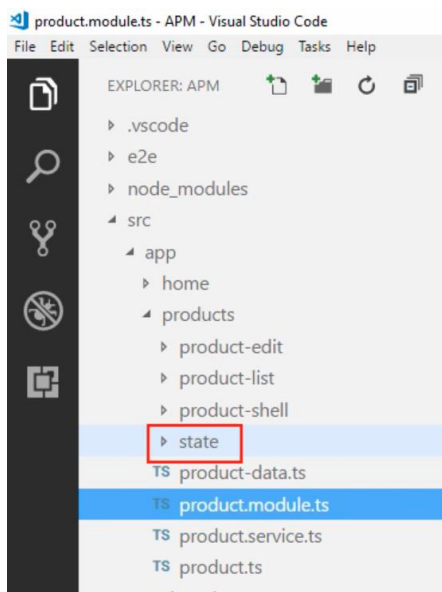 product.module.ts - APM - Visual Studio Code
File Edit Selection View Go Debug Tasks Help
EXPLORER: APM
.vscode
e2e
node_modules
src
app
home
products
product-edit
product-list
product-shell
state
TS product-data.ts
TS product.module.ts
TS product.service.ts
TS product.ts